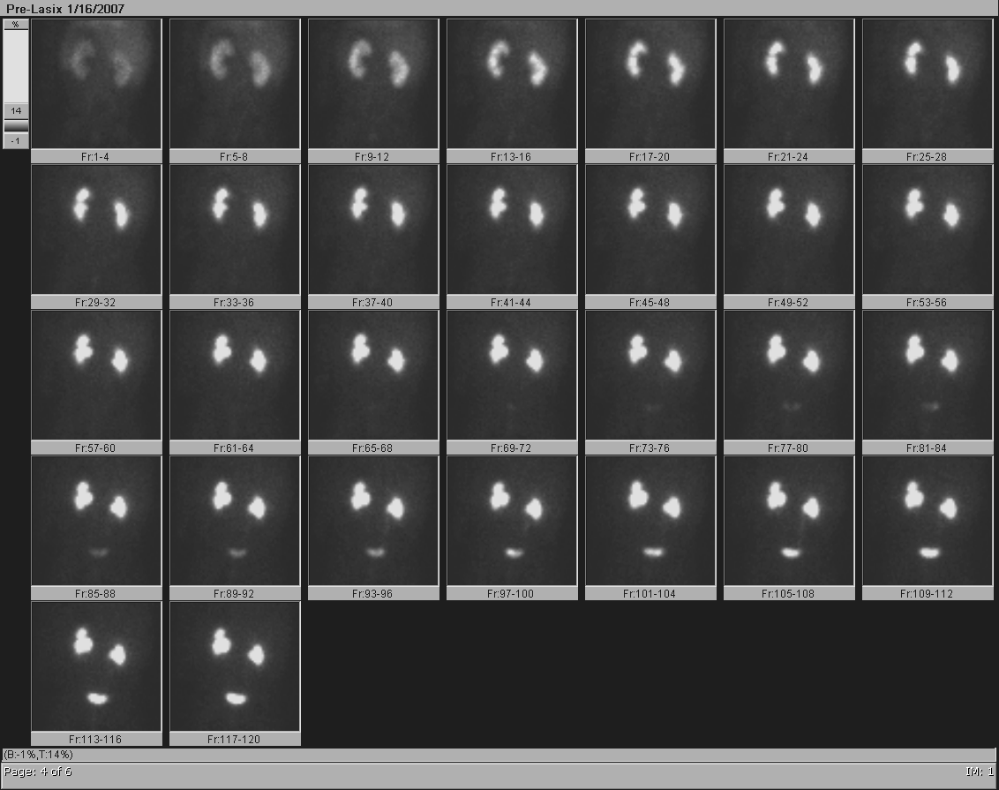 Pre-Lasix 1/16/2007
%
14
-1
Fr:1-4 Fr:5-8 Fr:9-12 Fr:13-16 Fr:17-20 Fr:21-24 Fr:25-28
Fr:29-32 Fr:33-36 Fr:37-40 Fr:41-44 Fr:45-48 Fr:49-52 Fr:53-56
Fr:57-60 Fr:61-64 Fr:65-68 Fr:69-72 Fr:73-76 Fr:77-80 Fr:81-84
Fr:85-88 Fr:89-92 Fr:93-96 Fr:97-100 Fr:101-104 Fr:105-108 Fr:109-112
Fr:113-116 Fr:117-120
(B:-1%,T:14%)
Page: 4 of 6 IM: 1